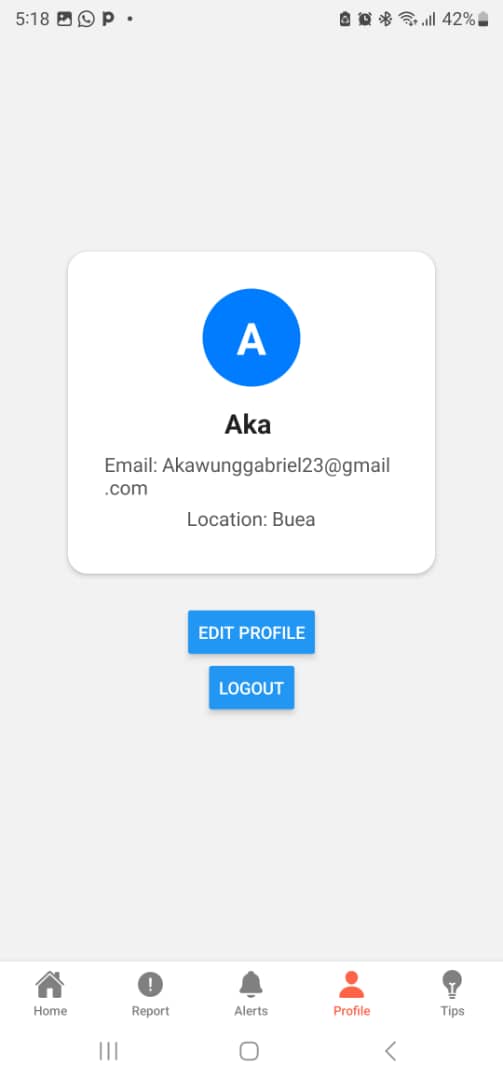 5:18
42%
A
Aka
Email: Akawunggabriel23@gmail
.com
Location: Buea
EDIT PROFILE
LOGOUT
Home Report Alerts Profile Tips